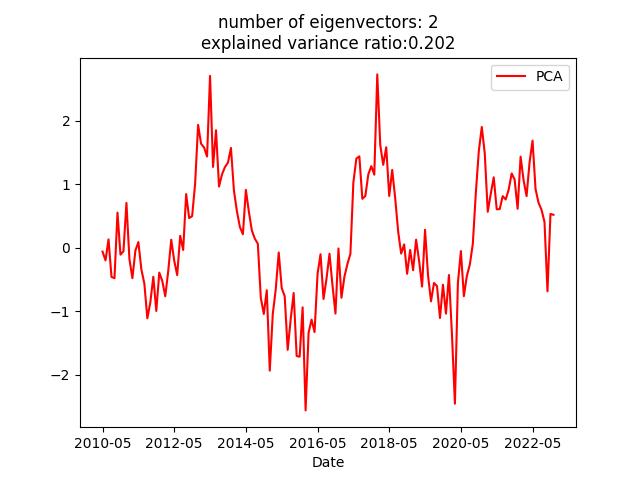 number of eigenvectors: 2
explained variance ratio:0.202
PCA
2
1
0
−1
−2
2010-05 2012-05 2014-05 2016-05 2018-05 2020-05 2022-05
Date